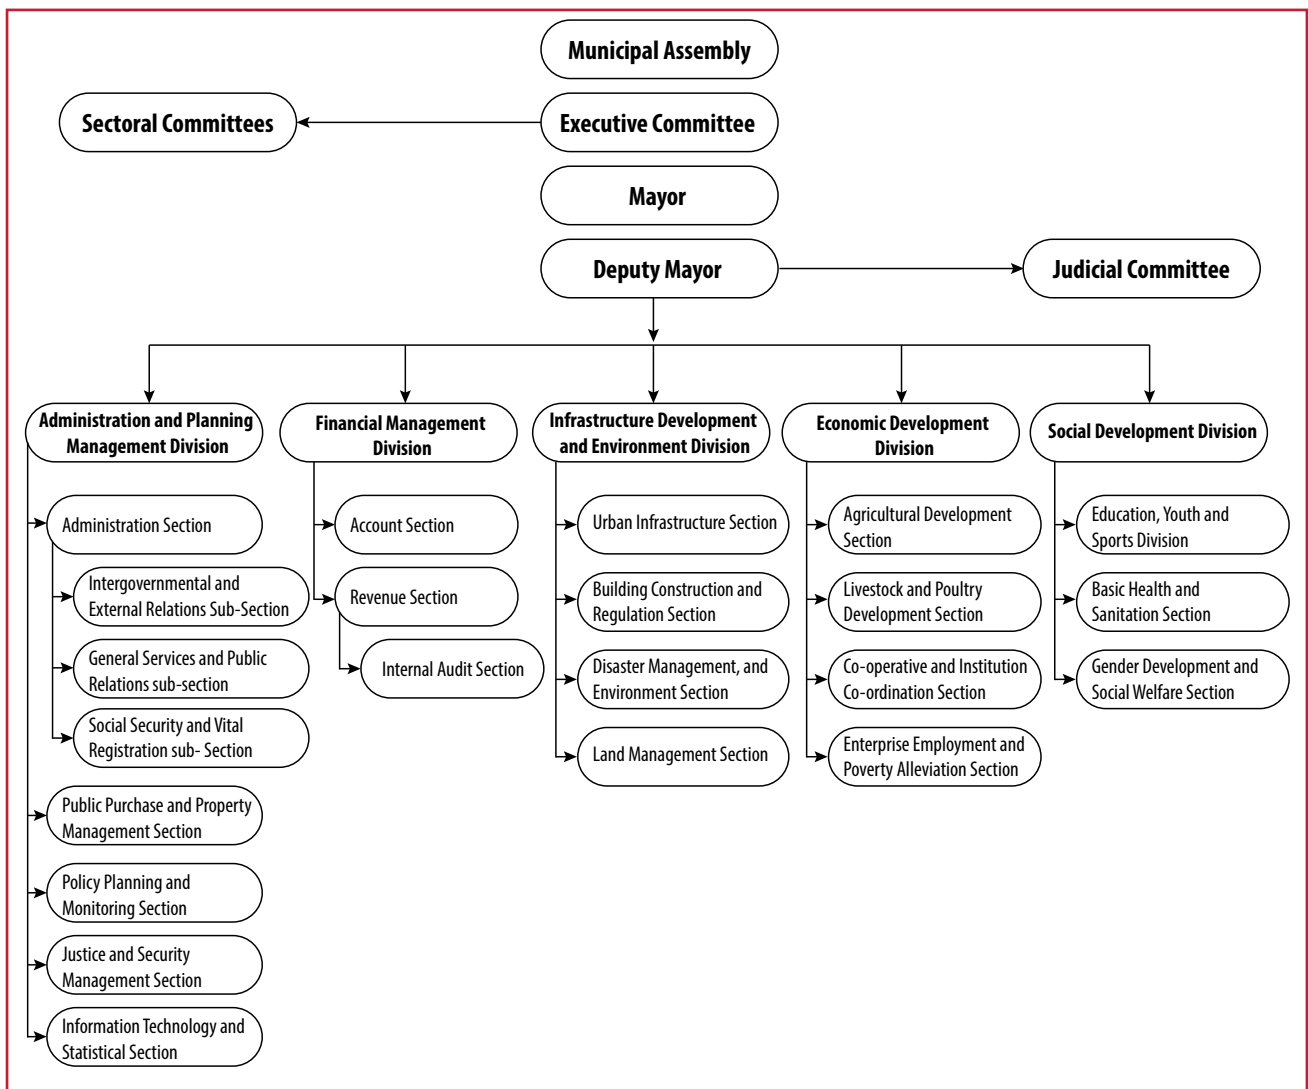 Municipal Assembly
Sectoral Committees
Executive Committee
Mayor
Deputy Mayor
Judicial Committee
Administration and Planning
Management Division
Administration Section
Intergovernmental and
External Relations Sub-Section
General Services and Public
Relations sub-section
Social Security and Vital
Registration sub- Section
Public Purchase and Property
Management Section
Policy Planning and
Monitoring Section
Justice and Security
Management Section
Information Technology and
Statistical Section
Financial Management
Division
Account Section
Revenue Section
Internal Audit Section
Infrastructure Development
and Environment Division
Urban Infrastructure Section
Building Construction and
Regulation Section
Disaster Management, and
Environment Section
Land Management Section
Economic Development
Division
Agricultural Development
Section
Livestock and Poultry
Development Section
Co-operative and Institution
Co-ordination Section
Enterprise Employment and
Poverty Alleviation Section
Social Development Division
Education, Youth and
Sports Division
Basic Health and
Sanitation Section
Gender Development and
Social Welfare Section